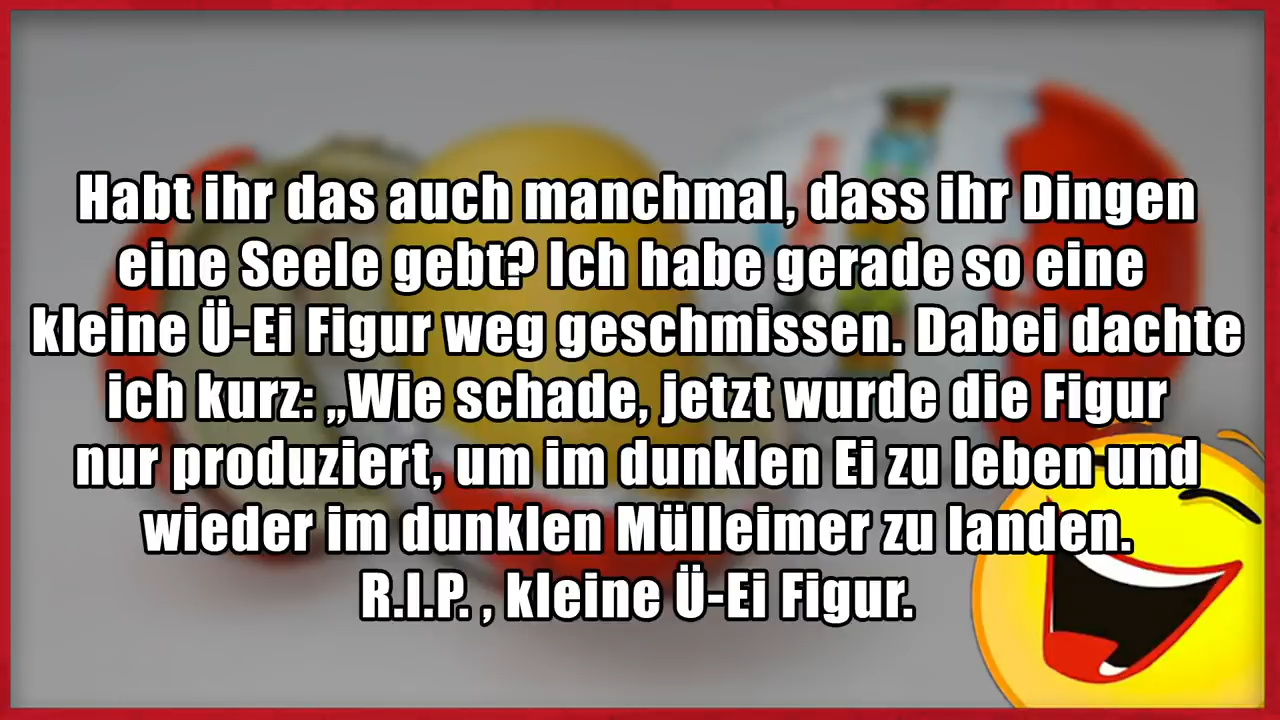 Habt ihr das auch manchmal, dass ihr Dingen
eine Seele gebt? Ich habe gerade so eine
kleine Ü-Ei Figur weg geschmissen. Dabei dachte
ich kurz: „Wie schade, jetzt wurde die Figur
nur produziert, um im dunklen Ei zu leben und
wieder im dunklen Mülleimer zu landen.
R.I.P. , kleine Ü-Ei Figur.